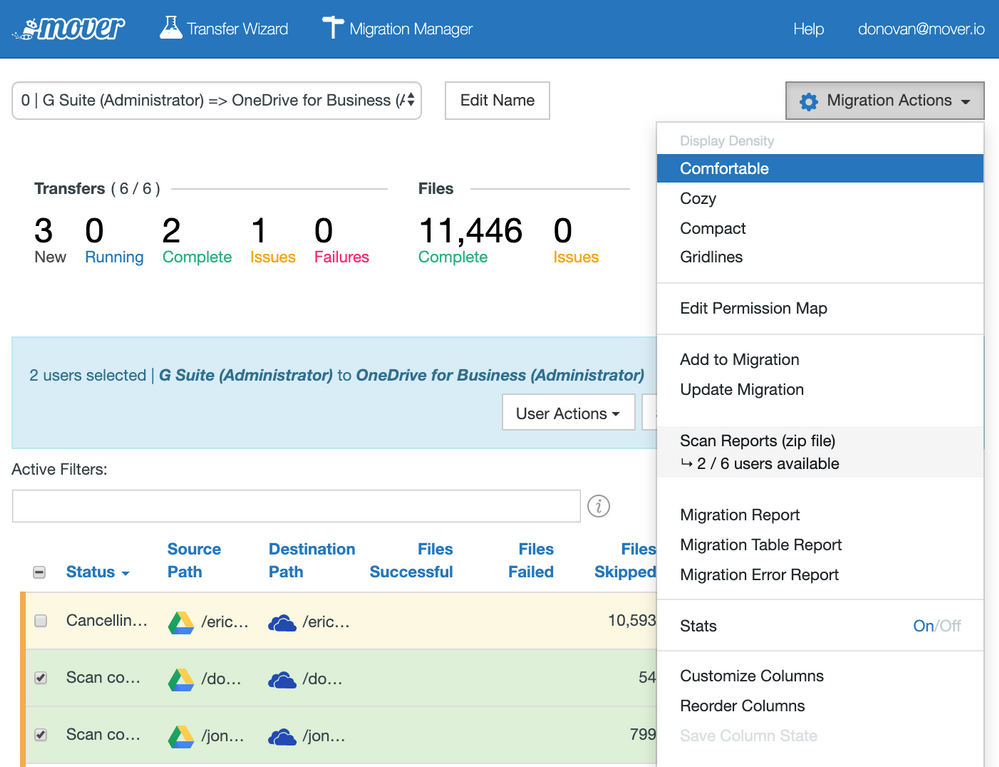 mover Transfer Wizard Migration Manager Help donovan@mover.io
0 | G Suite (Administrator) => OneDrive for Business (A
Edit Name
Migration Actions
Display Density
Comfortable
Cozy
Compact
Gridlines
Edit Permission Map
Add to Migration
Update Migration
Scan Reports (zip file)
↳ 2 / 6 users available
Migration Report
Migration Table Report
Migration Error Report
Stats On/Off
Customize Columns
Reorder Columns
Save Column State
Transfers ( 6 / 6 )
3 0 2 1 0
New Running Complete Issues Failures
Files
11,446 0
Complete Issues
2 users selected | G Suite (Administrator) to OneDrive for Business (Administrator)
User Actions
Active Filters:
Status
Source Path
Destination Path
Files Successful
Files Failed
Files Skipped
Cancellin... /eric... /eric... 10,593
Scan co... /do... /do... 54
Scan co... /jon... /jon... 799